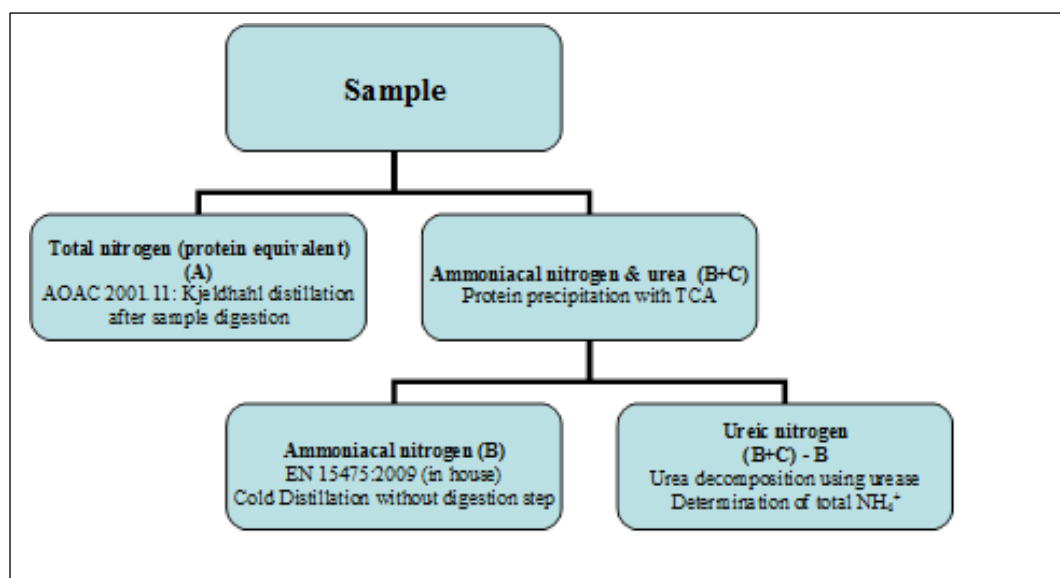 Sample
Total nitrogen (protein equivalent)
(A)
AOAC 2001.11: Kjeldhahl distillation
after sample digestion
Ammoniacal nitrogen & urea (B+C)
Protein precipitation with TCA
Ammoniacal nitrogen (B)
EN 15475:2009 (in house)
Cold Distillation without digestion step
Ureic nitrogen
(B+C) - B
Urea decomposition using urease
Determination of total NH₄⁺